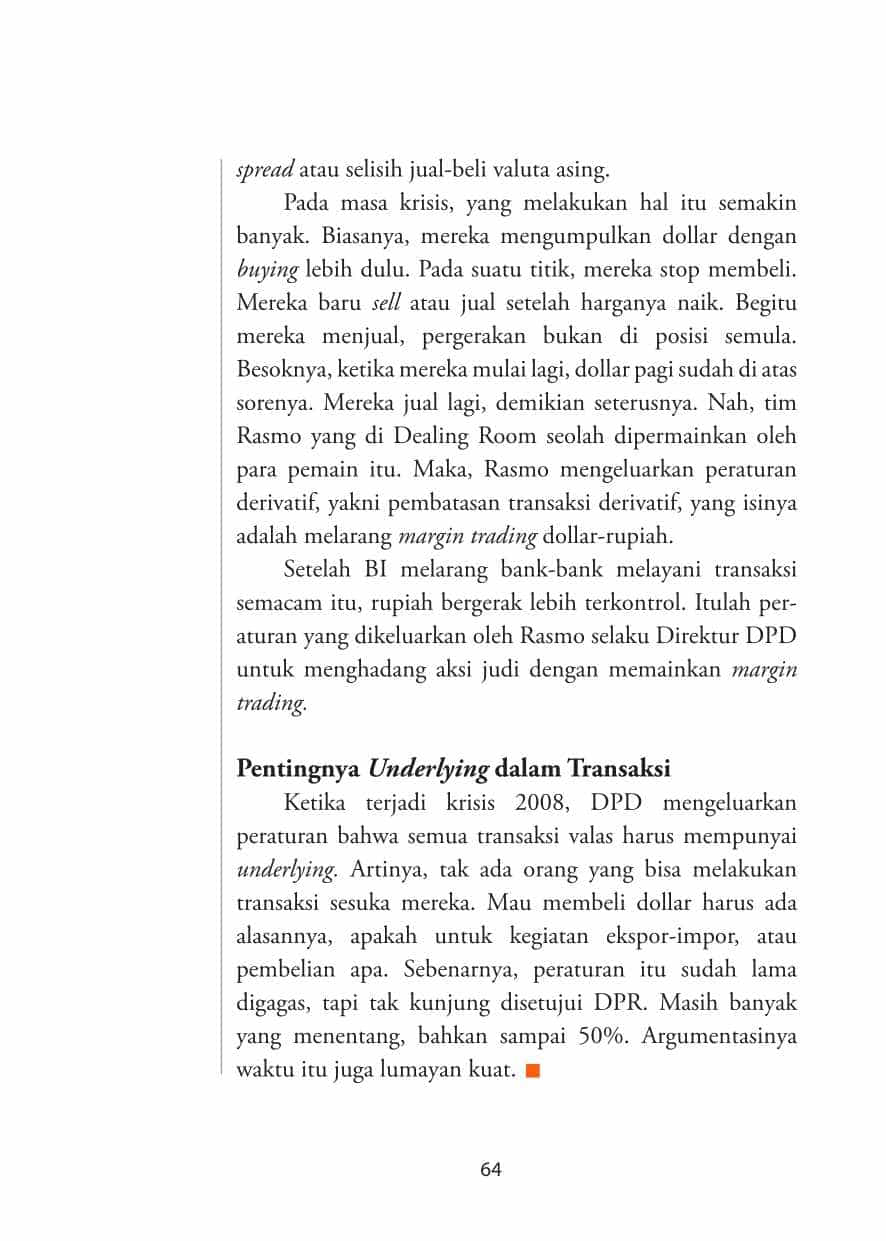 spread atau selisih jual-beli valuta asing.
Pada masa krisis, yang melakukan hal itu semakin
banyak. Biasanya, mereka mengumpulkan dollar dengan
buying lebih dulu. Pada suatu titik, mereka stop membeli.
Mereka baru sell atau jual setelah harganya naik. Begitu
mereka menjual, pergerakan bukan di posisi semula.
Besoknya, ketika mereka mulai lagi, dollar pagi sudah di atas
sorenya. Mereka jual lagi, demikian seterusnya. Nah, tim
Rasmo yang di Dealing Room seolah dipermainkan oleh
para pemain itu. Maka, Rasmo mengeluarkan peraturan
derivatif, yakni pembatasan transaksi derivatif, yang isinya
adalah melarang margin trading dollar-rupiah.
Setelah BI melarang bank-bank melayani transaksi
semacam itu, rupiah bergerak lebih terkontrol. Itulah per-
aturan yang dikeluarkan oleh Rasmo selaku Direktur DPD
untuk menghadang aksi judi dengan memainkan margin
trading.
Pentingnya Underlying dalam Transaksi
Ketika terjadi krisis 2008, DPD mengeluarkan
peraturan bahwa semua transaksi valas harus mempunyai
underlying. Artinya, tak ada orang yang bisa melakukan
transaksi sesuka mereka. Mau membeli dollar harus ada
alasannya, apakah untuk kegiatan ekspor-impor, atau
pembelian apa. Sebenarnya, peraturan itu sudah lama
digagas, tapi tak kunjung disetujui DPR. Masih banyak
yang menentang, bahkan sampai 50%. Argumentasinya
waktu itu juga lumayan kuat.
64